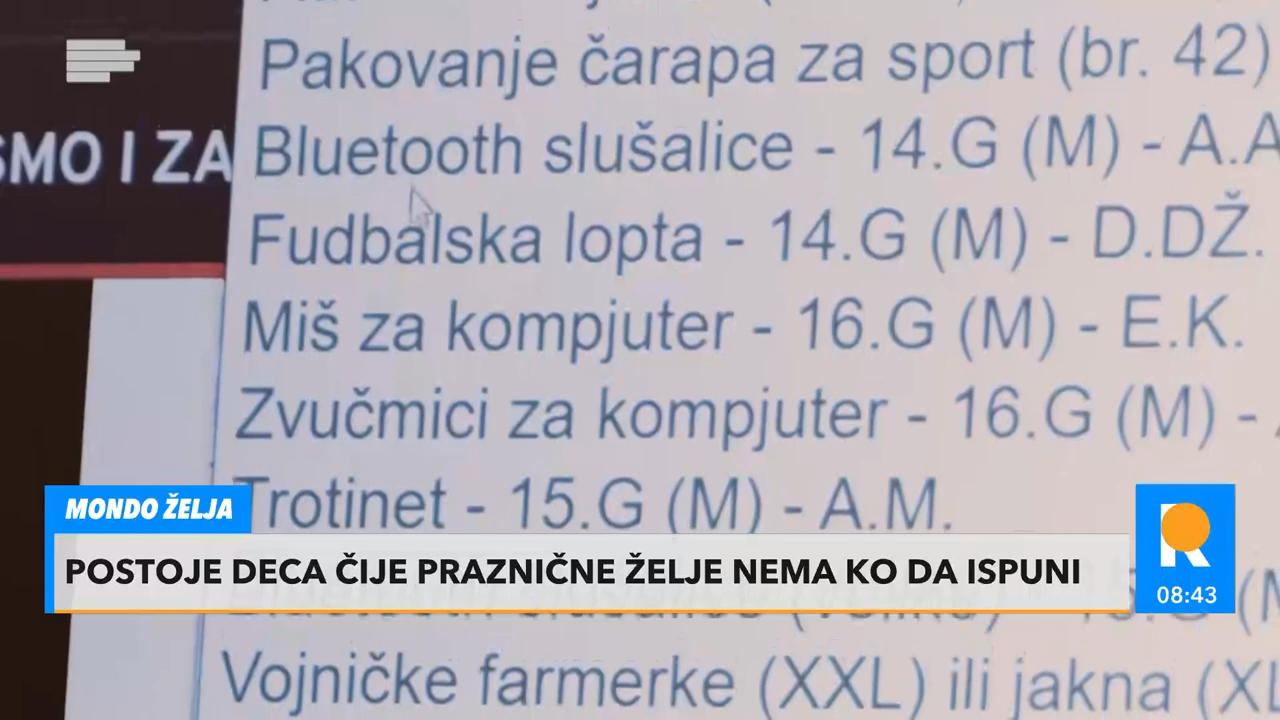 Pakovanje čarapa za sport (br. 42)
SMO I ZA
Bluetooth slušalice - 14.G (M) - A.A
Fudbalska lopta - 14.G (M) - D.DŽ.
Miš za kompjuter - 16.G (M) - E.K.
Zvučmici za kompjuter - 16.G (M) -
Trotinet - 15.G (M) - A.M.
MONDO ŽELJA
POSTOJE DECA ČIJE PRAZNIČNE ŽELJE NEMA KO DA ISPUNI
R
08:43
Vojničke farmerke (XXL) ili jakna (XL